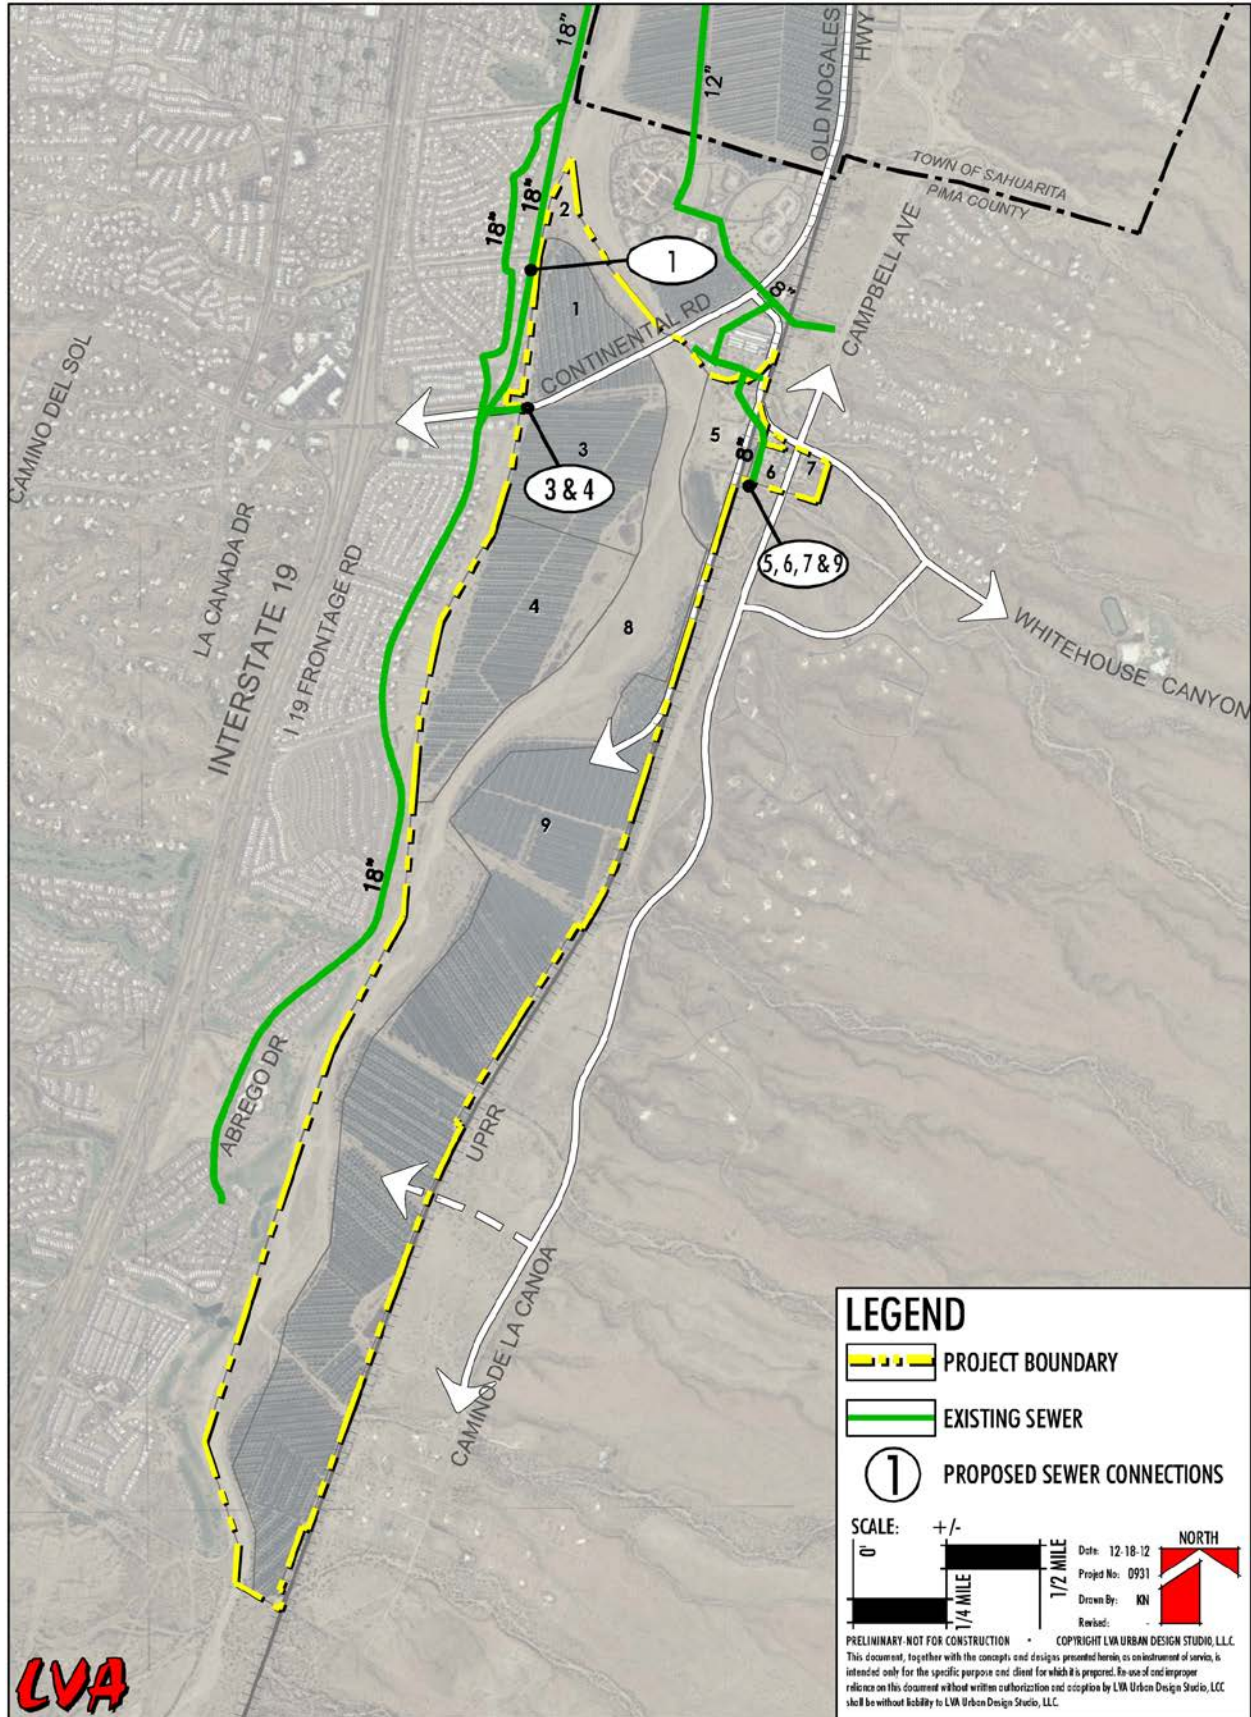 18"
12"
OLD NOGALES
HWY
TOWN OF SAHUARITA
PIMA COUNTY
18"
18"
2
1
1
8"
CAMPBELL AVE
CONTINENTAL RD
CAMINO DEL SOL
3
5
8"
6
7
3 & 4
5, 6, 7 & 9
LA CANADA DR
INTERSTATE 19
I 19 FRONTAGE RD
4
8
WHITEHOUSE CANYON
9
18"
ABREGO DR
UPRR
CAMINO DE LA CANOA
LEGEND
PROJECT BOUNDARY
EXISTING SEWER
1 PROPOSED SEWER CONNECTIONS
SCALE: +/-
0'
1/4 MILE
1/2 MILE
NORTH
Date: 12-18-12
Project No: 0931
Drawn By: KN
Revised: -
PRELIMINARY-NOT FOR CONSTRUCTION • COPYRIGHT LVA URBAN DESIGN STUDIO, L.L.C.
This document, together with the concepts and designs presented herein, as an instrument of service, is
intended only for the specific purpose and client for which it is prepared. Re-use of and improper
reliance on this document without written authorization and adaption by LVA Urban Design Studio, LCC
shall be without liability to LVA Urban Design Studio, LLC.
LVA